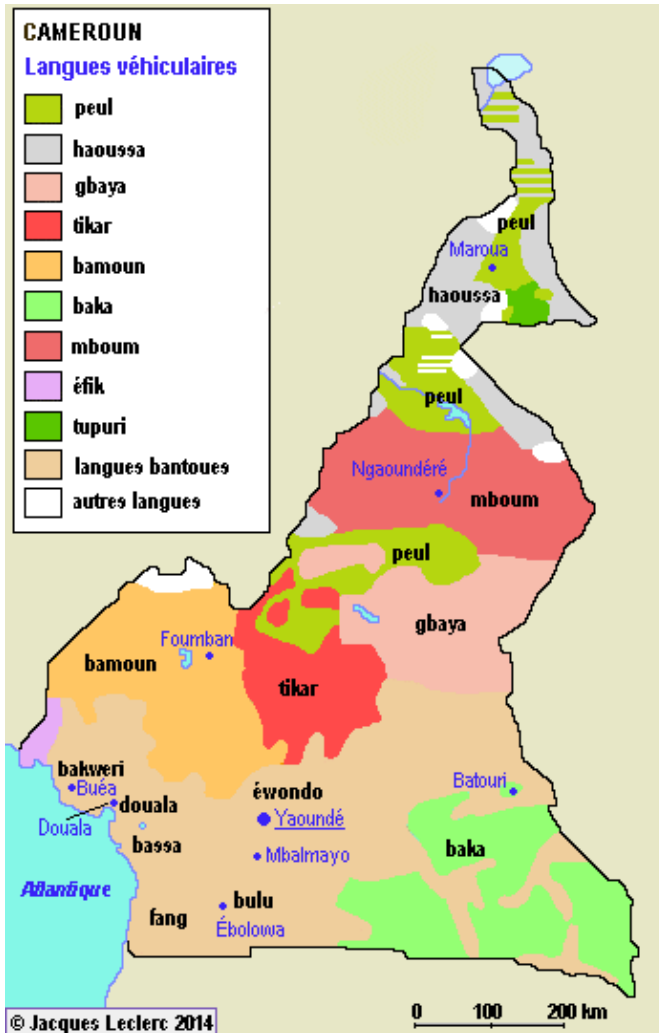 CAMEROUN
Langues véhiculaires
peul
haoussa
gbaya
tikar
bamoun
baka
mboum
éfik
tupuri
langues bantoues
autres langues
peul
Maroua
haoussa
peul
Ngaoundéré
mboum
peul
gbaya
Foumban
bamoun
tikar
bakweri
Buéa
douala
Douala
bassa
éwondo
Yaoundé
Mbalmayo
Batouri
baka
Atlantique
bulu
fang
Ébolowa
0 100 200 km
© Jacques Leclerc 2014